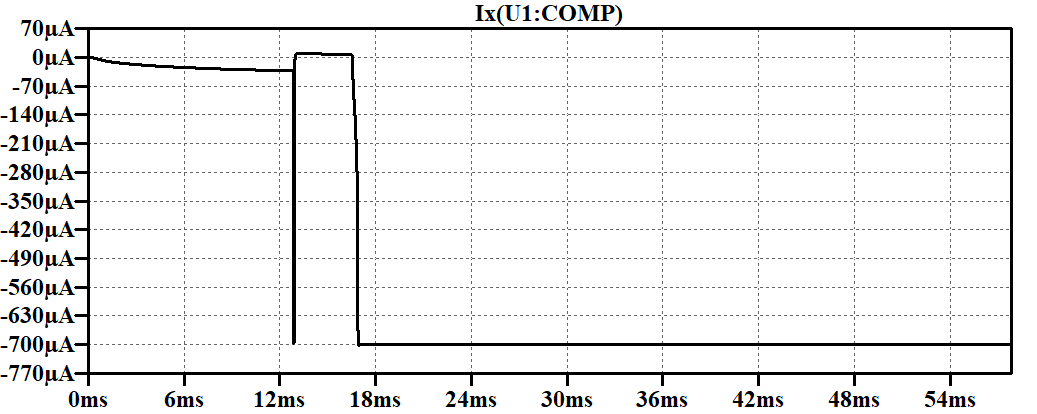 Ix(U1:COMP)
70µA
0µA
-70µA
-140µA
-210µA
-280µA
-350µA
-420µA
-490µA
-560µA
-630µA
-700µA
-770µA
0ms 6ms 12ms 18ms 24ms 30ms 36ms 42ms 48ms 54ms